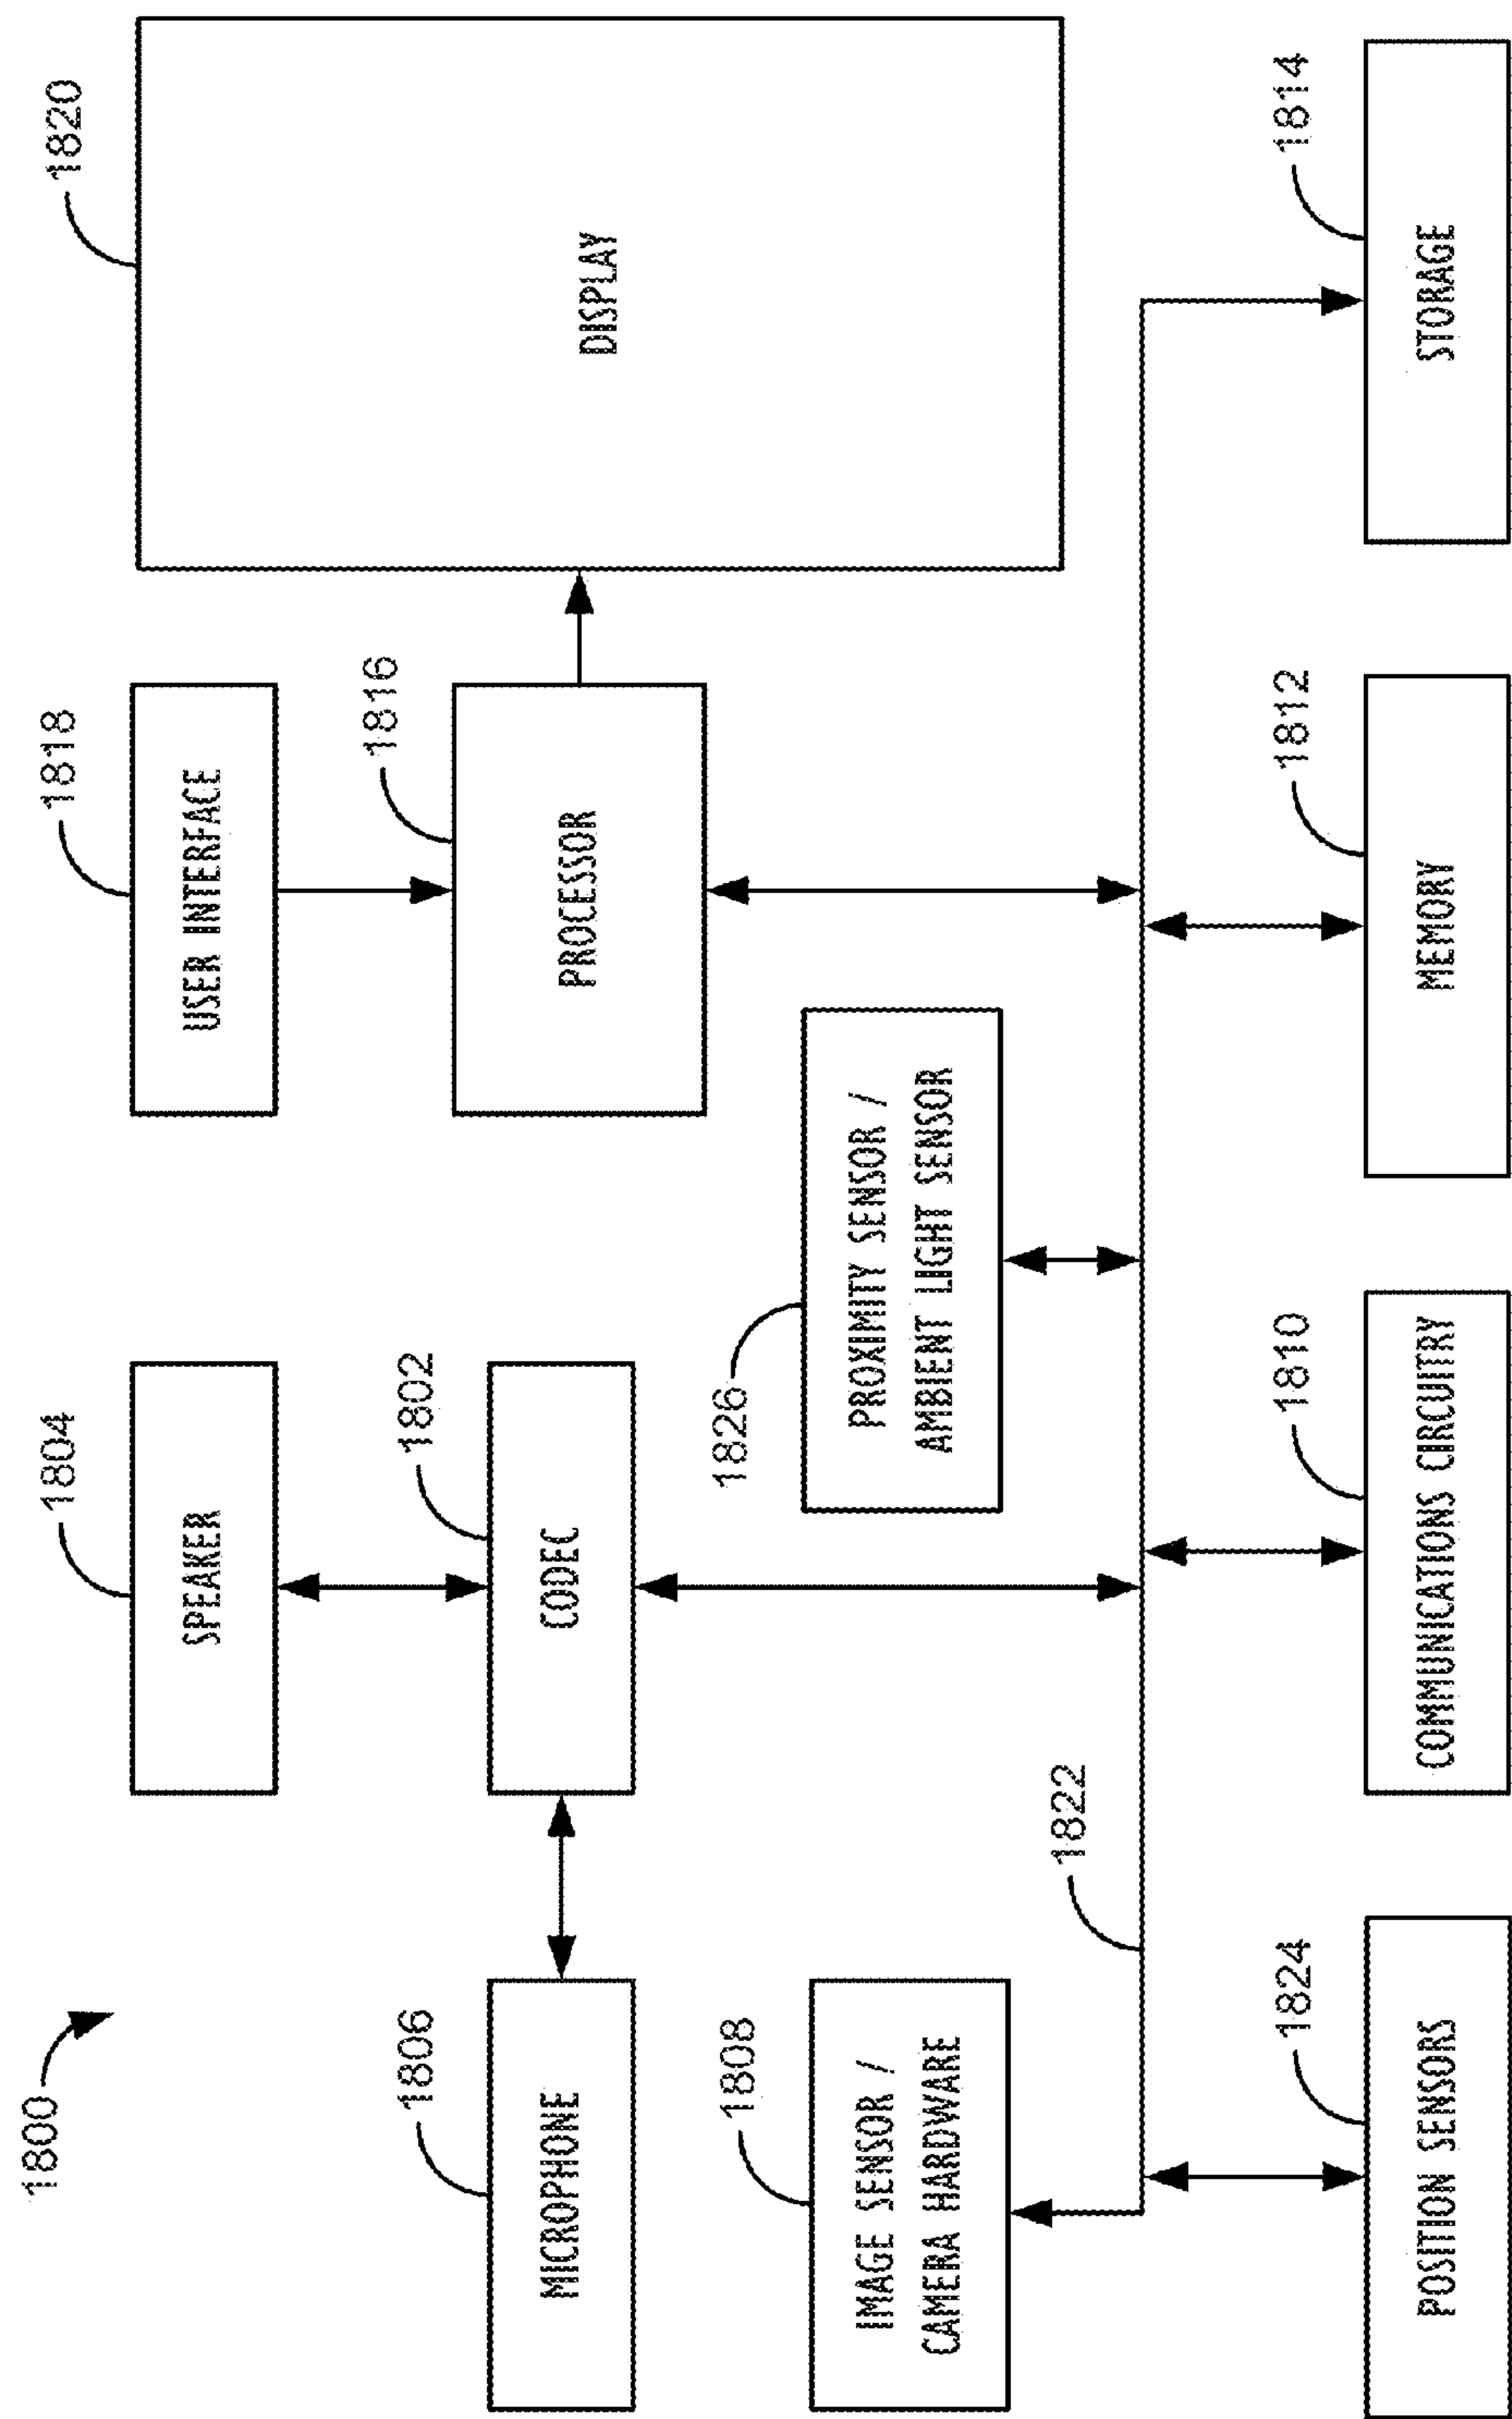 1800
1804
SPEAKER
1818
USER INTERFACE
1820
DISPLAY
1806
MICROPHONE
1802
CODEC
1816
PROCESSOR
1808
IMAGE SENSOR /
CAMERA HARDWARE
1826
PROXIMITY SENSOR /
AMBIENT LIGHT SENSOR
1822
1824
POSITION SENSORS
1810
COMMUNICATIONS CIRCUITRY
1812
MEMORY
1814
STORAGE